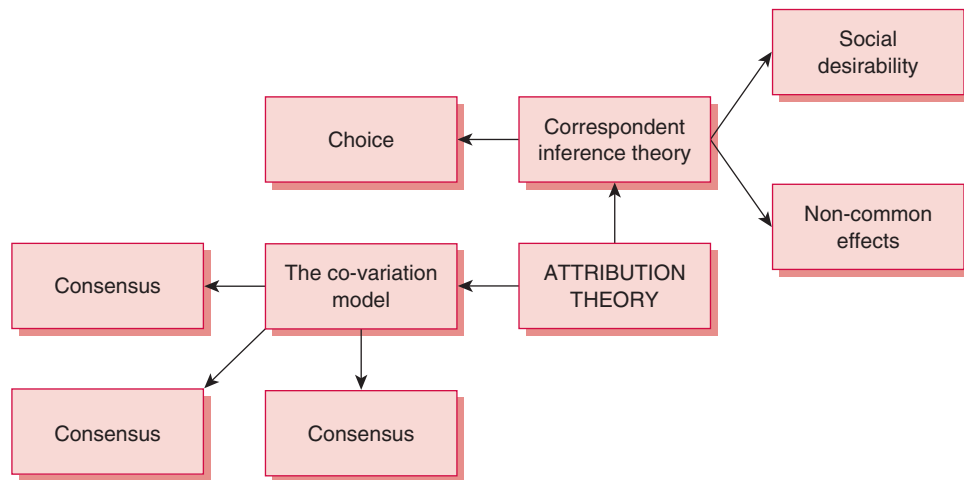 Social
desirability
Choice
Correspondent
inference theory
Non-common
effects
Consensus
The co-variation
model
ATTRIBUTION
THEORY
Consensus
Consensus